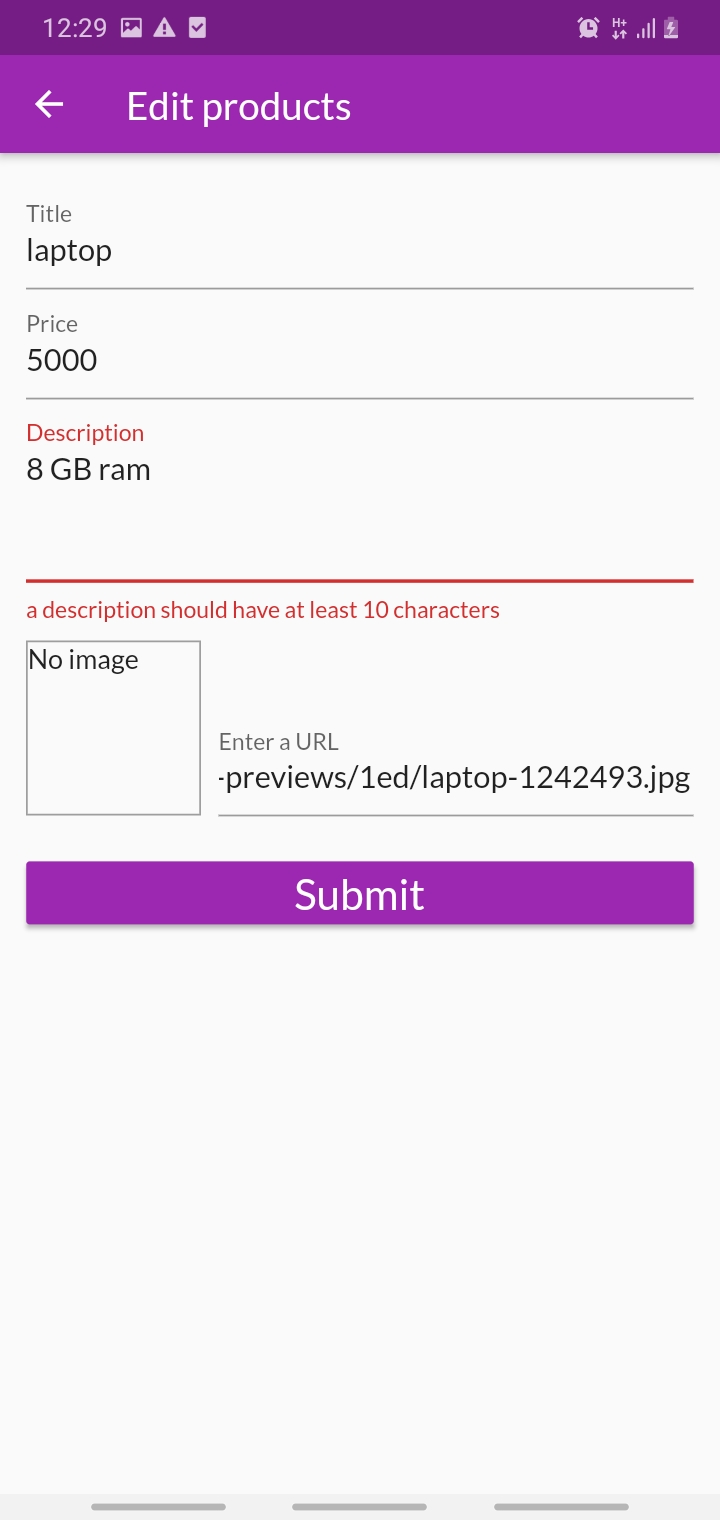 12:29
H+
Edit products
Title
laptop
Price
5000
Description
8 GB ram
a description should have at least 10 characters
No image
Enter a URL
-previews/1ed/laptop-1242493.jpg
Submit